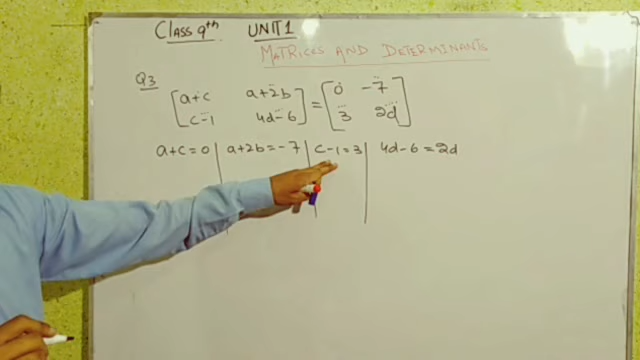 Class 9th UNIT 1
MATRICES AND DETERMINANTS
Q3
[a+c a+2b] = [0 -7]
[c-1 4d-6] [3 2d]
a+c=0 | a+2b=-7 | c-1=3 | 4d-6=2d